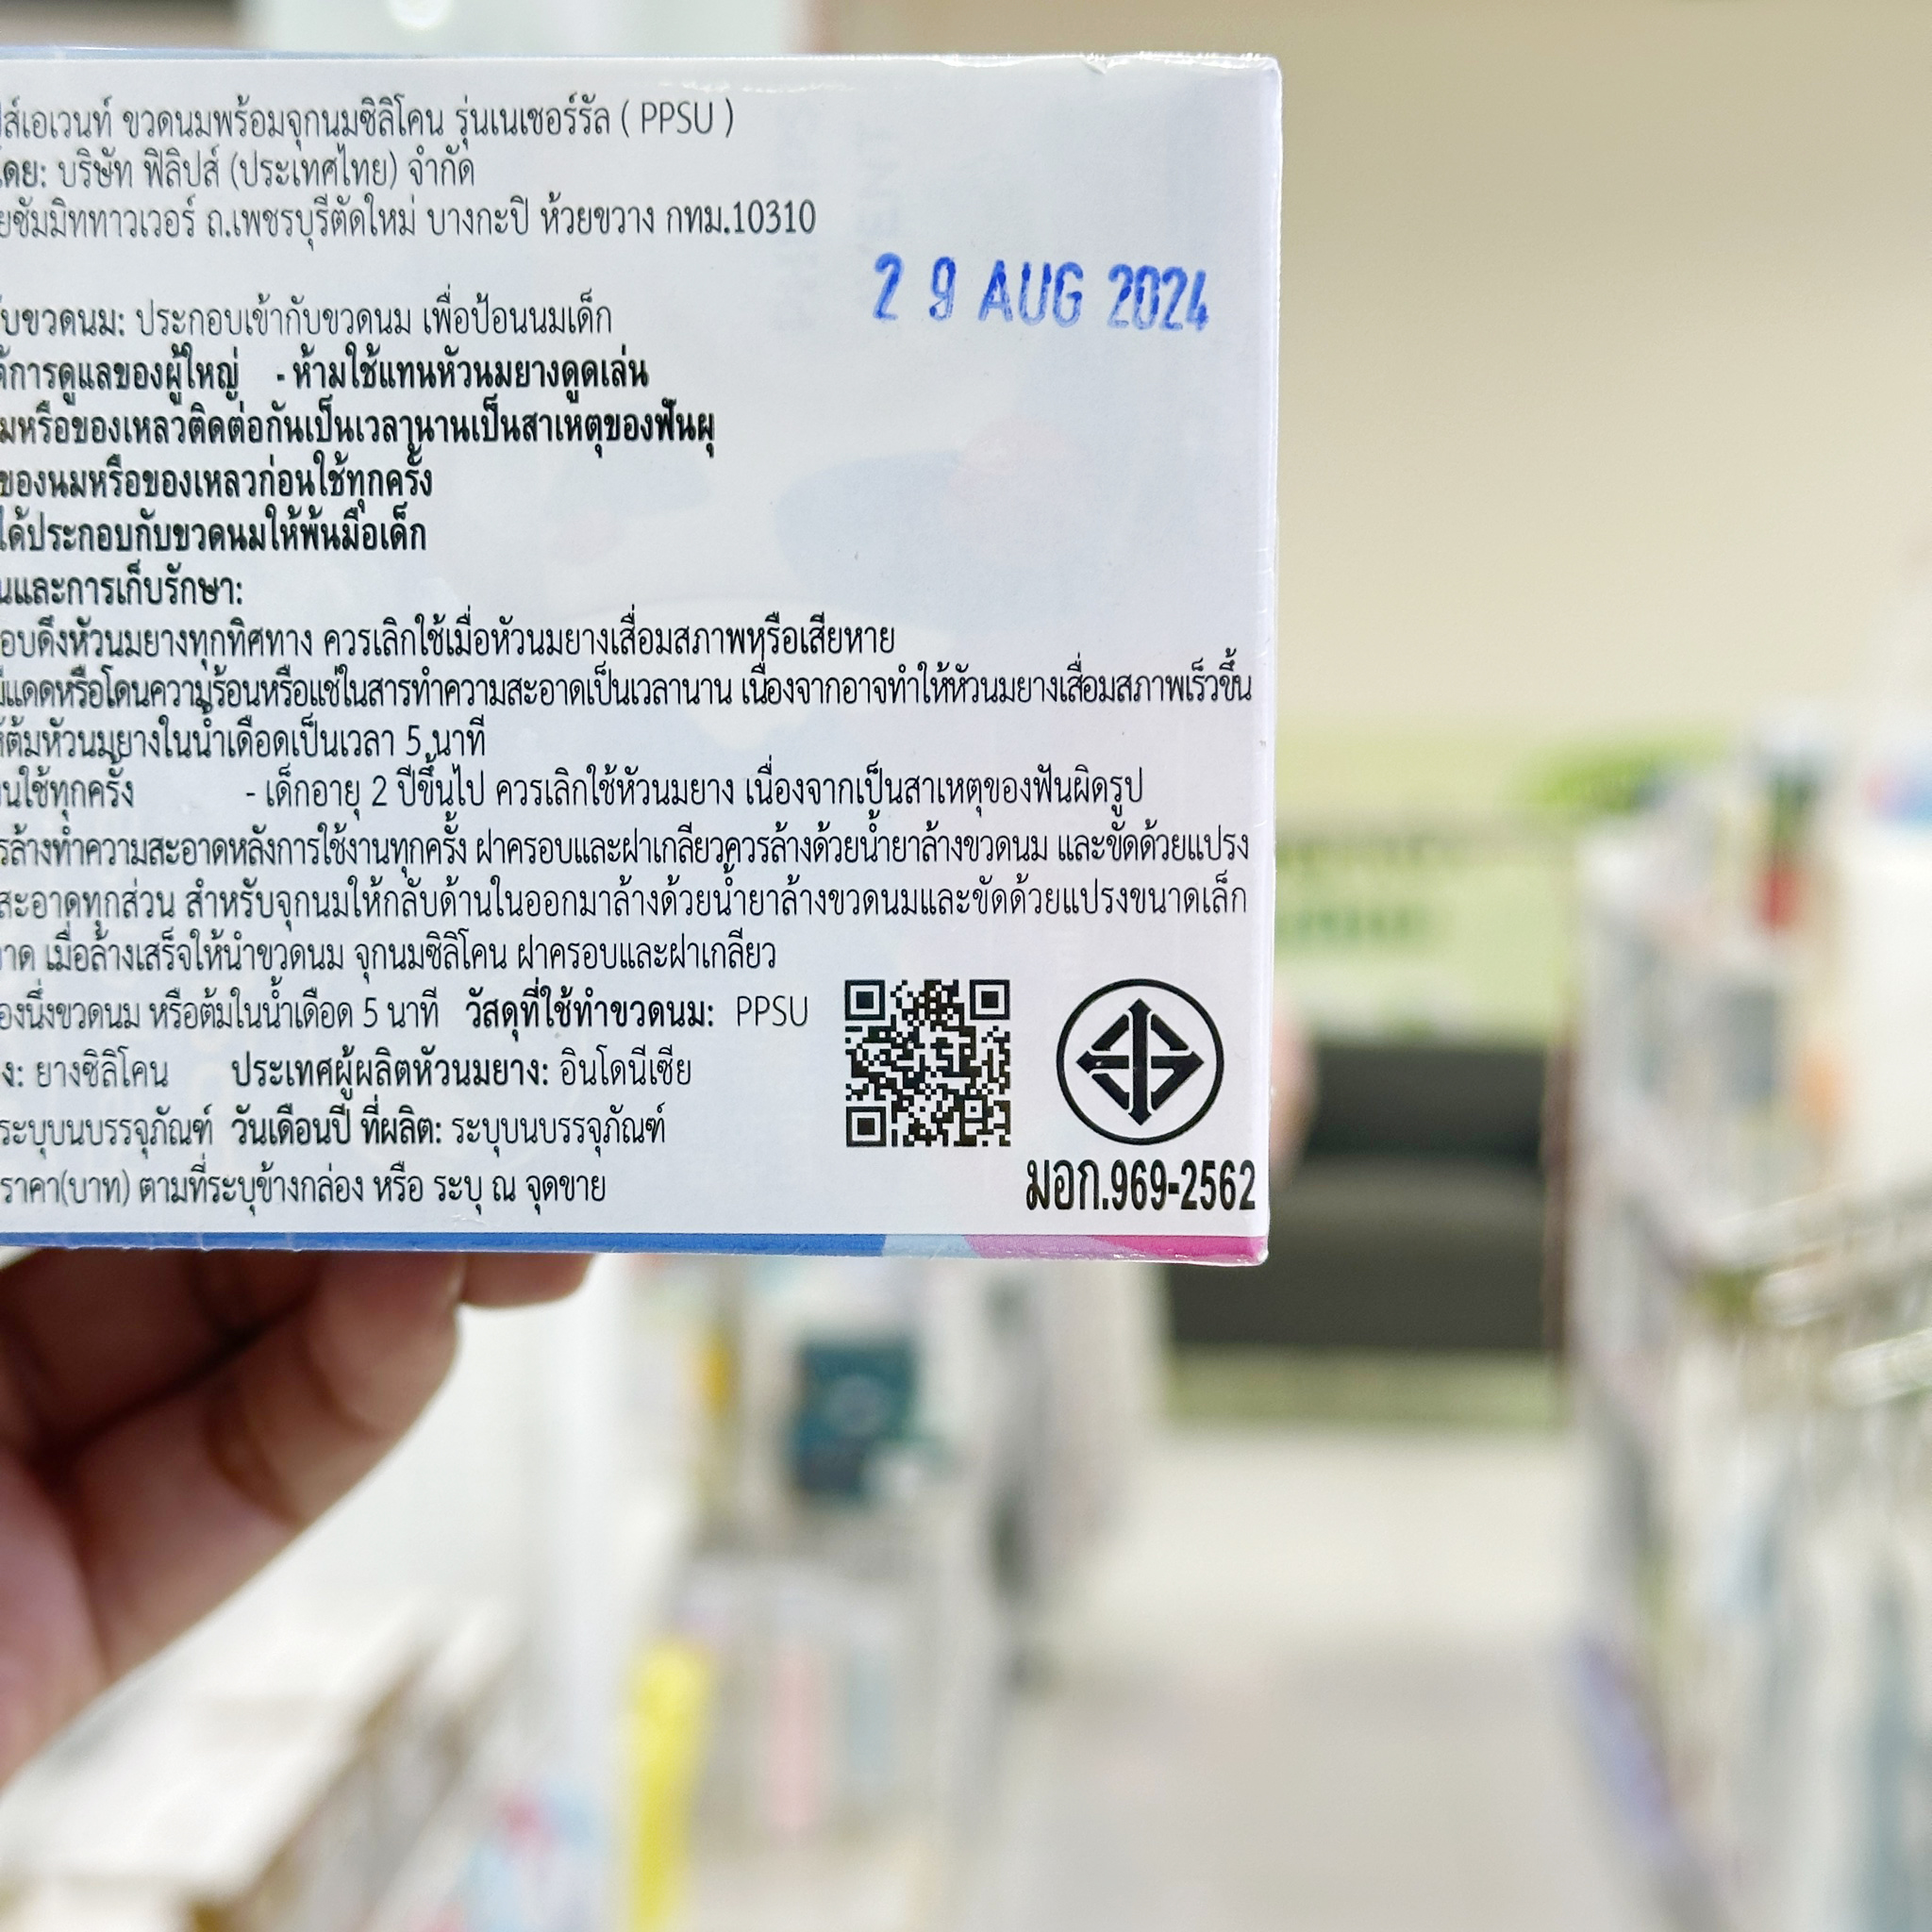 ปส์เอเวนท์ ขวดนมพร้อมจุกนมซิลิโคน รุ่นเนเชอร์รัล ( PPSU )
โดย: บริษัท ฟิลิปส์ (ประเทศไทย) จำกัด
ยซัมมิททาวเวอร์ ถ.เพชรบุรีตัดใหม่ บางกะปิ ห้วยขวาง กทม.10310
2 9 AUG 2024
ับขวดนม: ประกอบเข้ากับขวดนม เพื่อป้อนนมเด็ก
การดูแลของผู้ใหญ่ - ห้ามใช้แทนหัวนมยางดูดเล่น
มหรือของเหลวติดต่อกันเป็นเวลานานเป็นสาเหตุของฟันผุ
ของนมหรือของเหลวก่อนใช้ทุกครั้ง
ได้ประกอบกับขวดนมให้พ้นมือเด็ก
นและการเก็บรักษา:
อบดึงหัวนมยางทุกทิศทาง ควรเลิกใช้เมื่อหัวนมยางเสื่อมสภาพหรือเสียหาย
แดดหรือโดนความร้อนหรือแช่ในสารทำความสะอาดเป็นเวลานาน เนื่องจากอาจทำให้หัวนมยางเสื่อมสภาพเร็วขึ้น
ต้มหัวนมยางในน้ำเดือดเป็นเวลา 5 นาที
นใช้ทุกครั้ง - เด็กอายุ 2 ปีขึ้นไป ควรเลิกใช้หัวนมยาง เนื่องจากเป็นสาเหตุของฟันผิดรูป
รล้างทำความสะอาดหลังการใช้งานทุกครั้ง ฝาครอบและฝาเกลียวควรล้างด้วยน้ำยาล้างขวดนม และขัดด้วยแปรง
สะอาดทุกส่วน สำหรับจุกนมให้กลับด้านในออกมาล้างด้วยน้ำยาล้างขวดนมและขัดด้วยแปรงขนาดเล็ก
าด เมื่อล้างเสร็จให้นำขวดนม จุกนมซิลิโคน ฝาครอบและฝาเกลียว
องนึ่งขวดนม หรือต้มในน้ำเดือด 5 นาที วัสดุที่ใช้ทำขวดนม: PPSU
ง: ยางซิลิโคน ประเทศผู้ผลิตหัวนมยาง: อินโดนีเซีย
ระบุบนบรรจุภัณฑ์ วันเดือนปี ที่ผลิต: ระบุบนบรรจุภัณฑ์
ราคา(บาท) ตามที่ระบุข้างกล่อง หรือ ระบุ ณ จุดขาย
มอก.969-2562